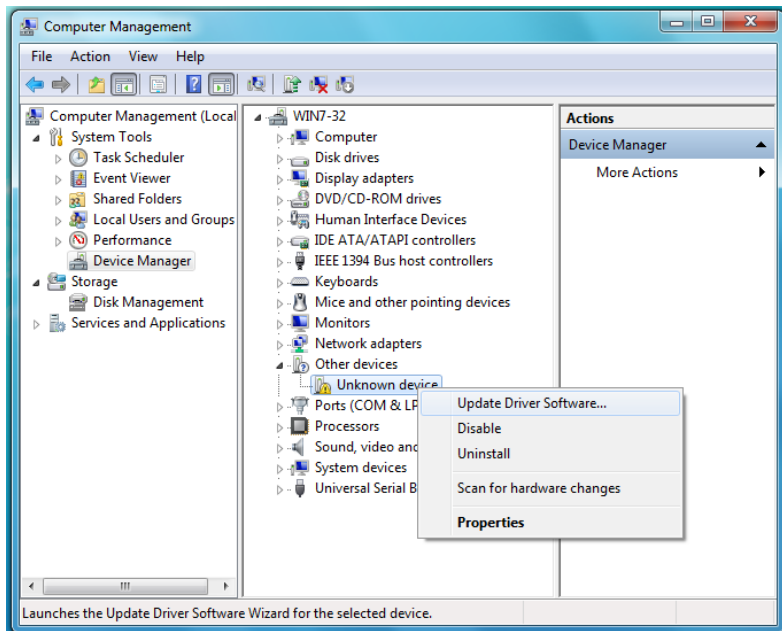 Computer Management
File Action View Help
Computer Management (Local
System Tools
Task Scheduler
Event Viewer
Shared Folders
Local Users and Groups
Performance
Device Manager
Storage
Disk Management
Services and Applications
WIN7-32
Computer
Disk drives
Display adapters
DVD/CD-ROM drives
Human Interface Devices
IDE ATA/ATAPI controllers
IEEE 1394 Bus host controllers
Keyboards
Mice and other pointing devices
Monitors
Network adapters
Other devices
Unknown device
Ports (COM & LP
Processors
Sound, video and
System devices
Universal Serial B
Update Driver Software...
Disable
Uninstall
Scan for hardware changes
Properties
Actions
Device Manager
More Actions
Launches the Update Driver Software Wizard for the selected device.